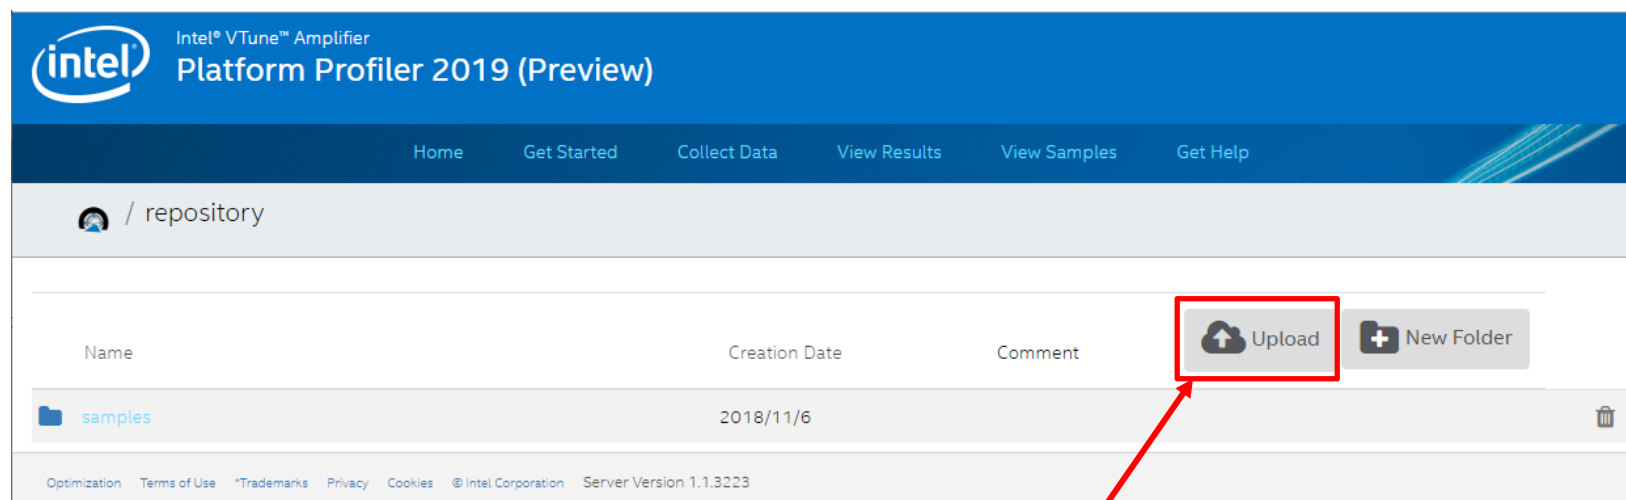 intel
Intel® VTune™ Amplifier
Platform Profiler 2019 (Preview)
Home Get Started Collect Data View Results View Samples Get Help
/ repository
Upload New Folder
Name Creation Date Comment
samples 2018/11/6
Optimization Terms of Use *Trademarks Privacy Cookies © Intel Corporation Server Version 1.1.3223